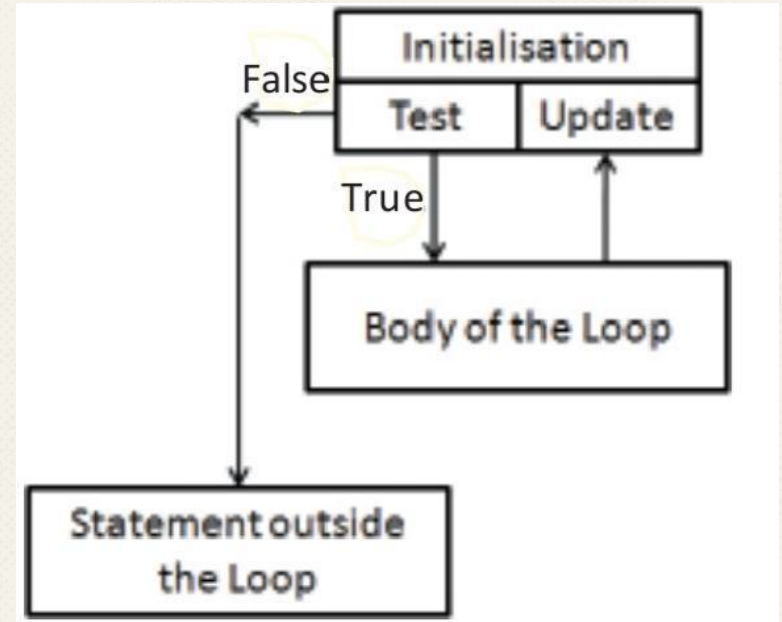 Initialisation
False
Test
Update
True
Body of the Loop
Statement outside
the Loop